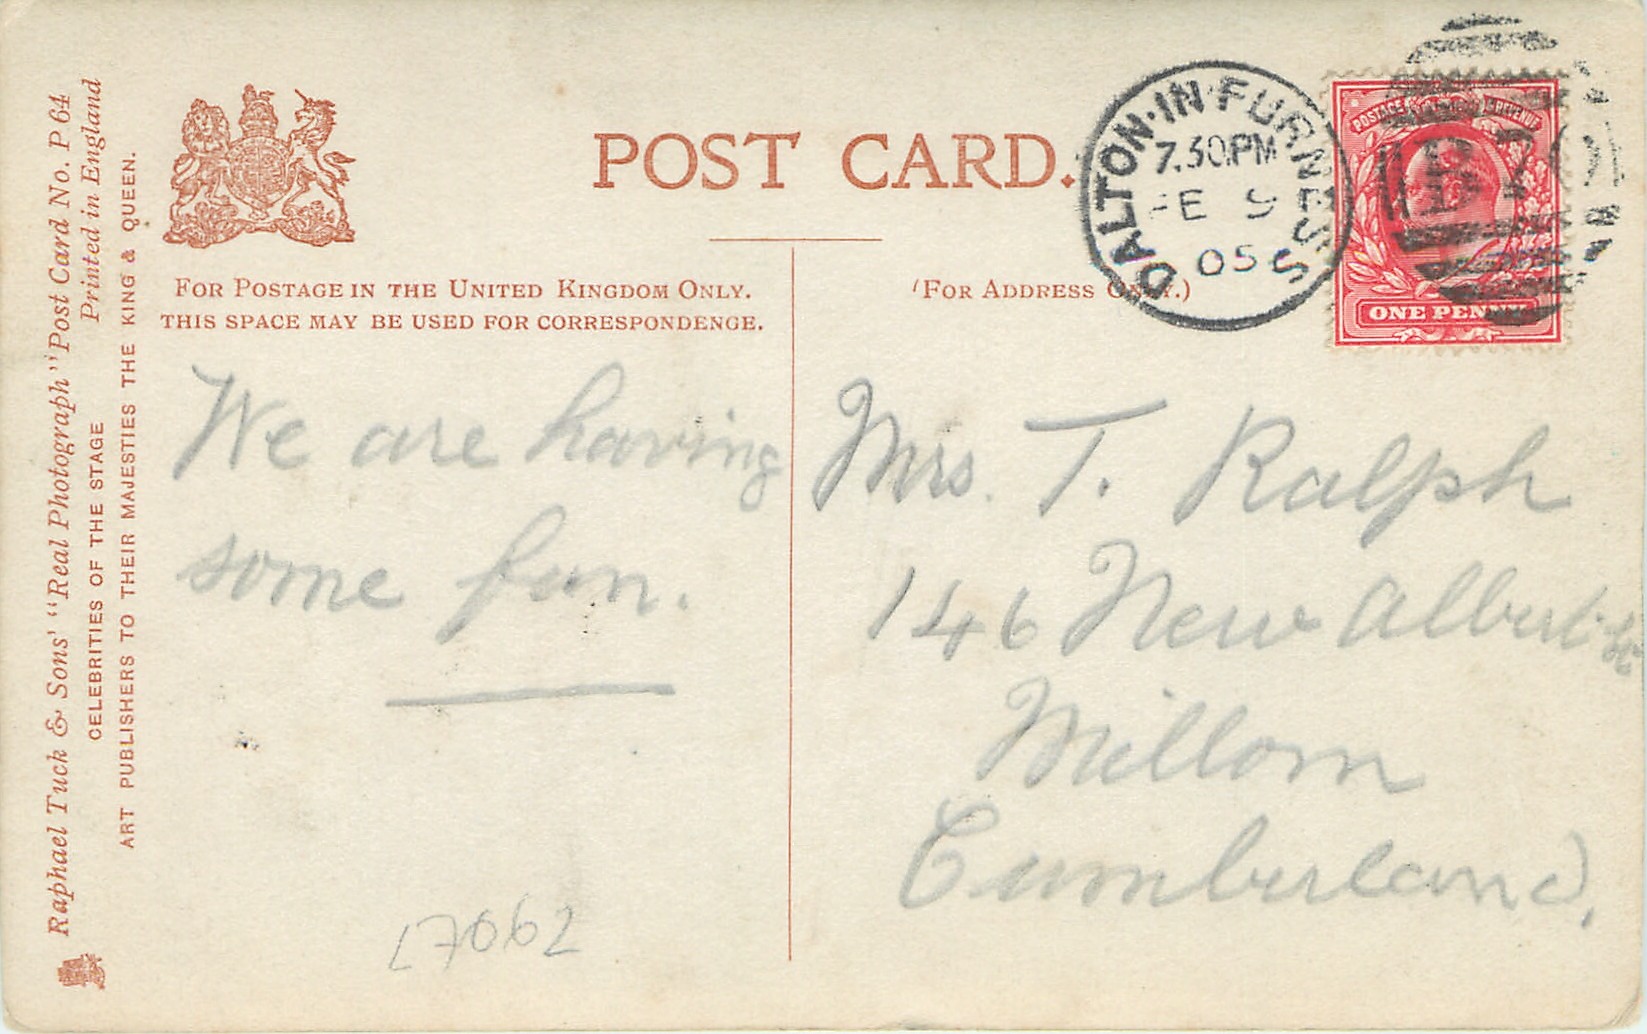 Raphael Tuck & Sons' "Real Photograph" Post Card No. P 64
Printed in England
CELEBRITIES OF THE STAGE
ART PUBLISHERS TO THEIR MAJESTIES THE KING & QUEEN.
POST CARD.
FOR POSTAGE IN THE UNITED KINGDOM ONLY.
THIS SPACE MAY BE USED FOR CORRESPONDENCE.
(FOR ADDRESS ONLY.)
DALTON-IN-FURNESS
7.30PM
FE 9
05
POSTAGE REVENUE
ONE PENNY
We are having
some fun.
Mrs. T. Ralph
146 New Albert St
Millom
Cumberland,